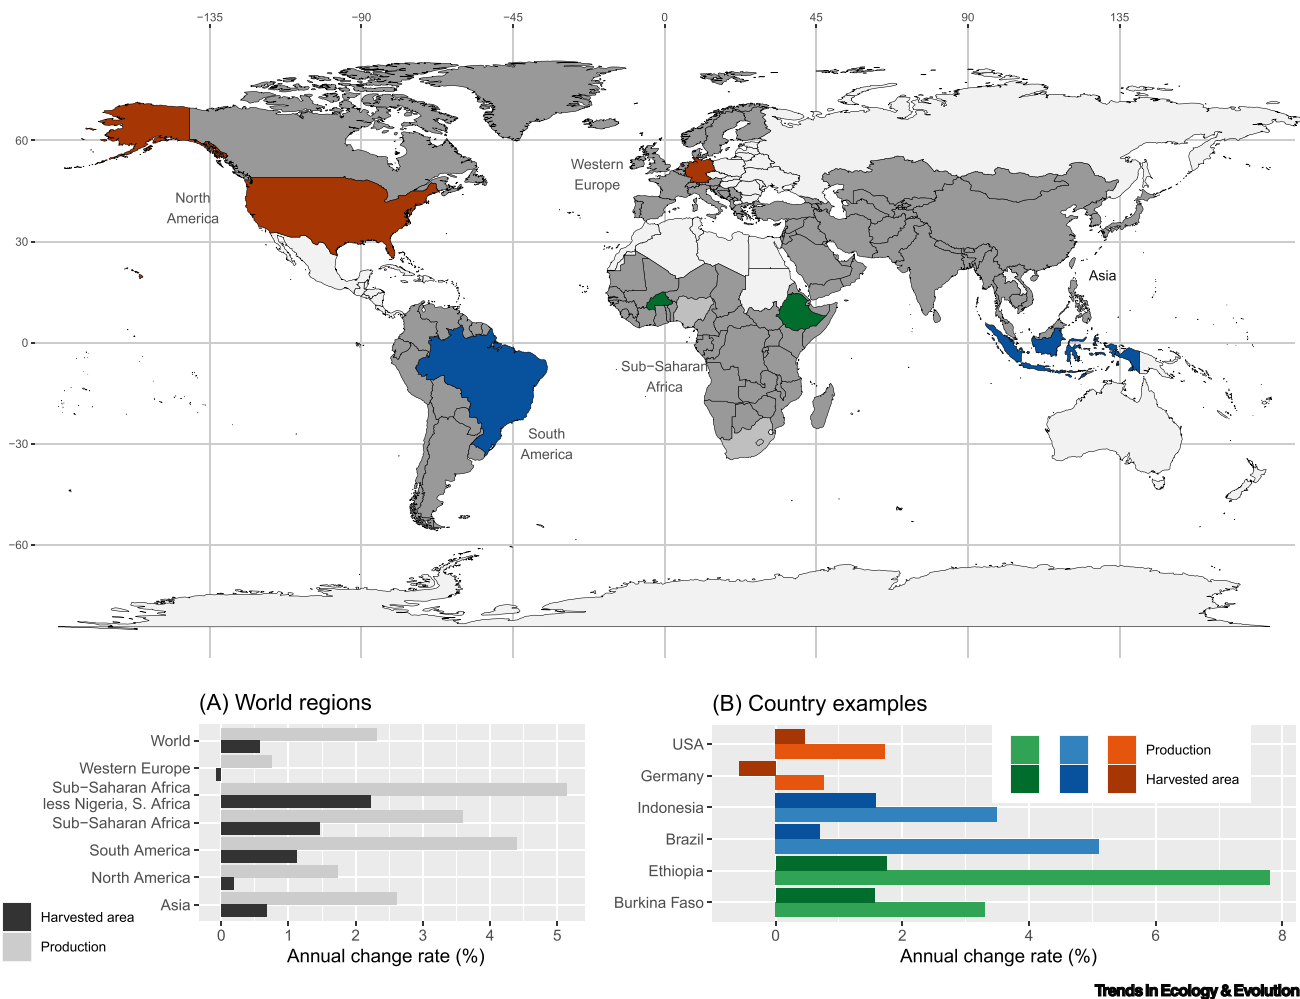 −135 −90 −45 0 45 90 135
60
30
0
−30
−60
North
America
Western
Europe
Asia
Sub−Saharan
Africa
South
America
(A) World regions
World
Western Europe
Sub−Saharan Africa
less Nigeria, S. Africa
Sub−Saharan Africa
South America
North America
Asia
0 1 2 3 4 5
Annual change rate (%)
Harvested area
Production
(B) Country examples
USA
Germany
Indonesia
Brazil
Ethiopia
Burkina Faso
0 2 4 6 8
Annual change rate (%)
Production
Harvested area
Trends in Ecology & Evolution